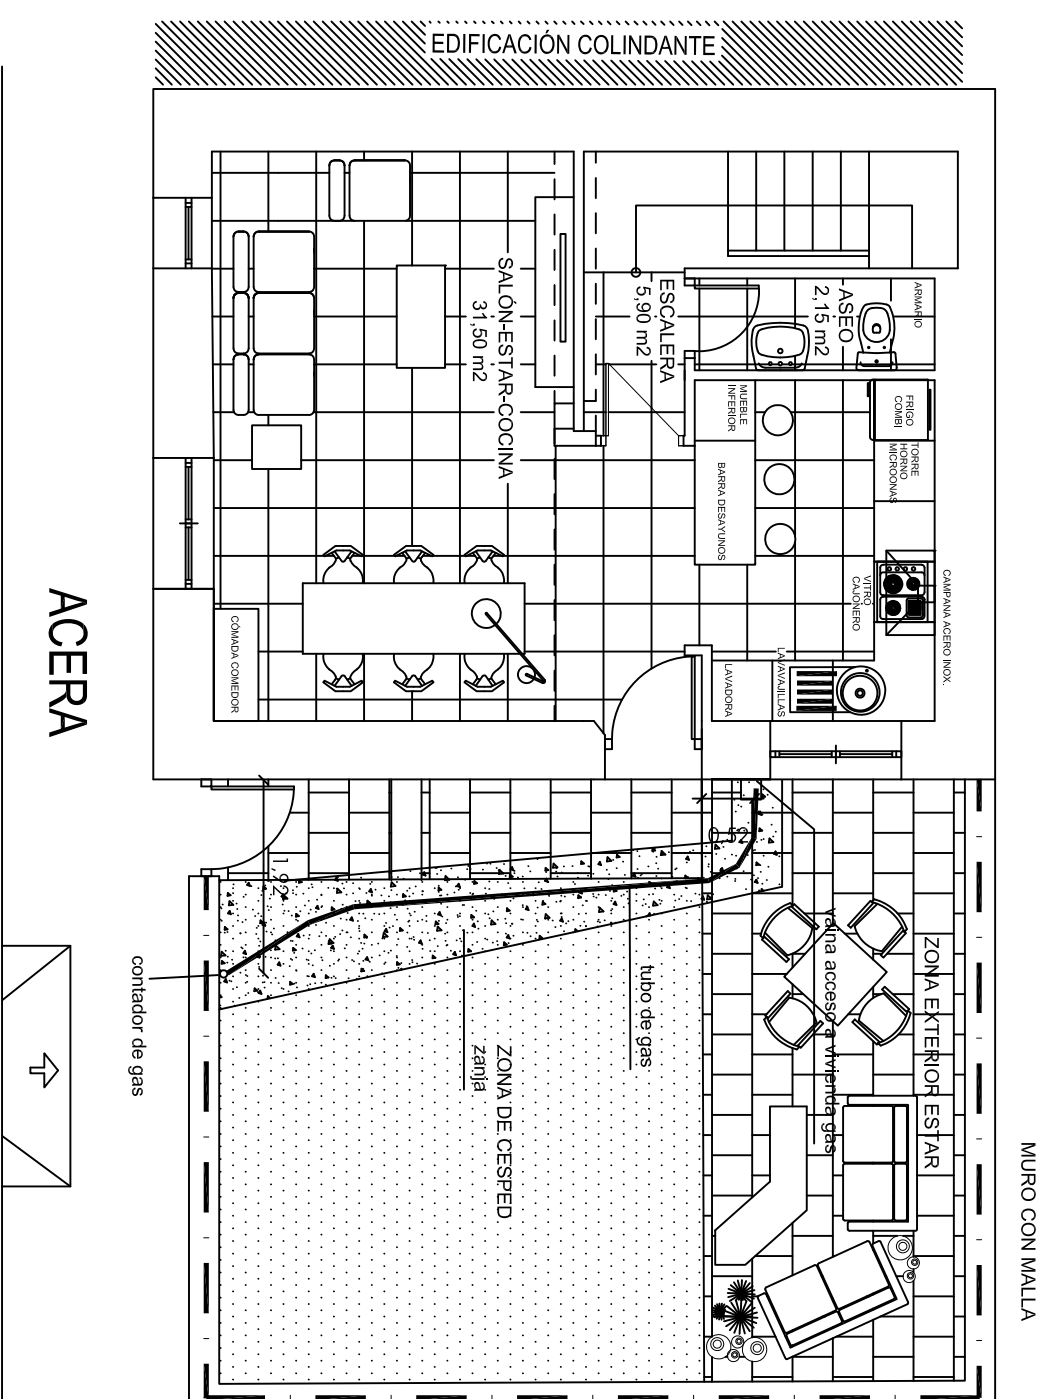 EDIFICACIÓN COLINDANTE
ARMARIO
ASEO
2,15 m2
ESCALERA
5,90 m2
SALÓN-ESTAR-COCINA
31,50 m2
FRIGO
COMBI
MUEBLE
INFERIOR
TORRE
HORNO
MICROONAS
BARRA DESAYUNOS
CAMPANA ACERO INOX.
VITRO
CAJONERO
LAVAVAJILLAS
LAVADORA
COMADA COMEDOR
ACERA
0,52
1,92
vaina acceso a vivienda gas
ZONA EXTERIOR ESTAR
tubo de gas
zanja
ZONA DE CESPED
contador de gas
MURO CON MALLA